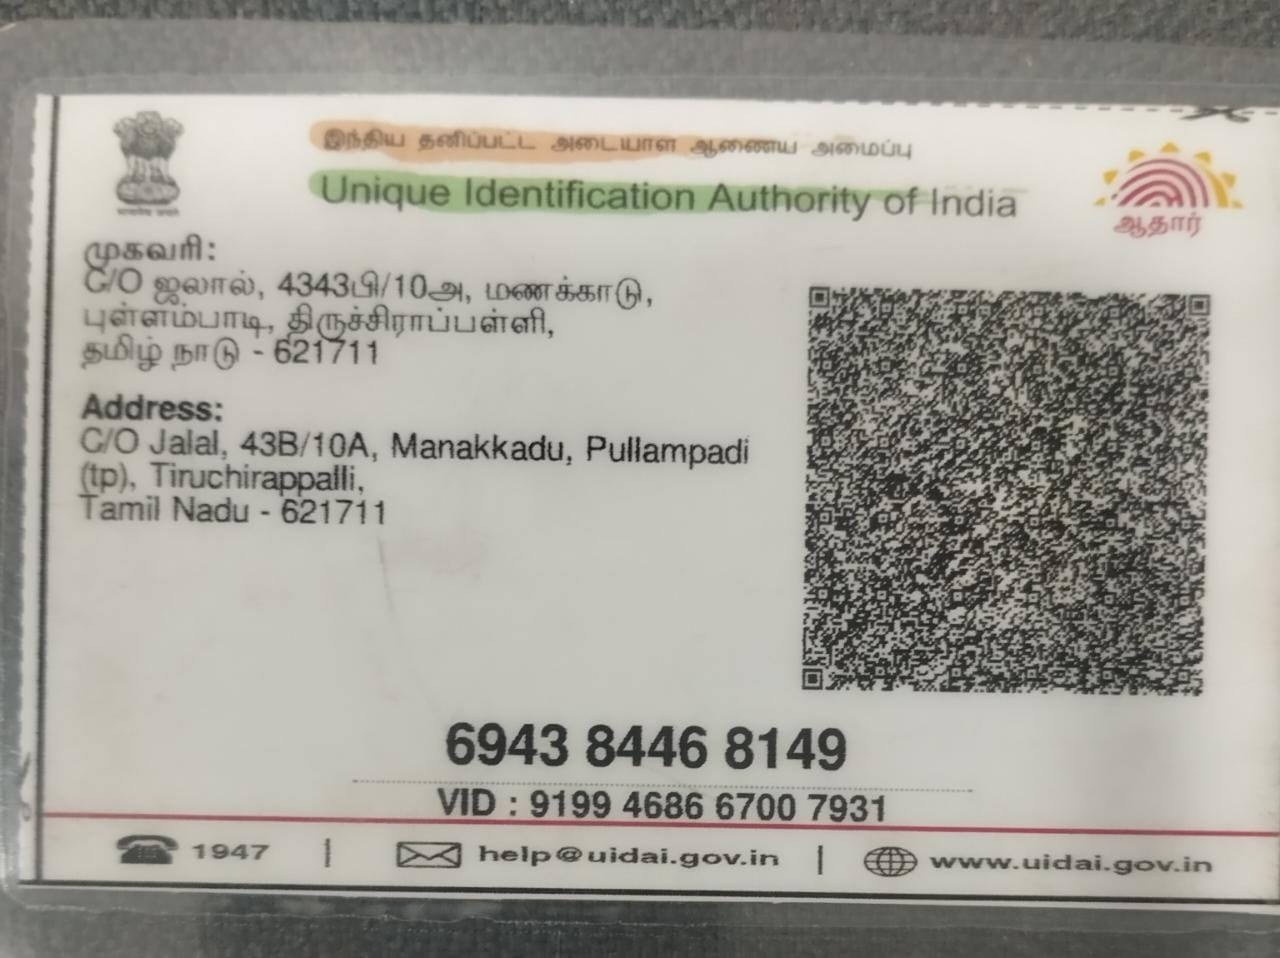 இந்திய தனிப்பட்ட அடையாள ஆணைய அமைப்பு
Unique Identification Authority of India
ஆதார்
முகவரி:
C/O ஜலால், 4343பி/10அ, மணக்காடு,
புள்ளம்பாடி, திருச்சிராப்பள்ளி,
தமிழ் நாடு - 621711
Address:
C/O Jalal, 43B/10A, Manakkadu, Pullampadi
(tp), Tiruchirappalli,
Tamil Nadu - 621711
6943 8446 8149
VID : 9199 4686 6700 7931
1947 | help@uidai.gov.in | www.uidai.gov.in